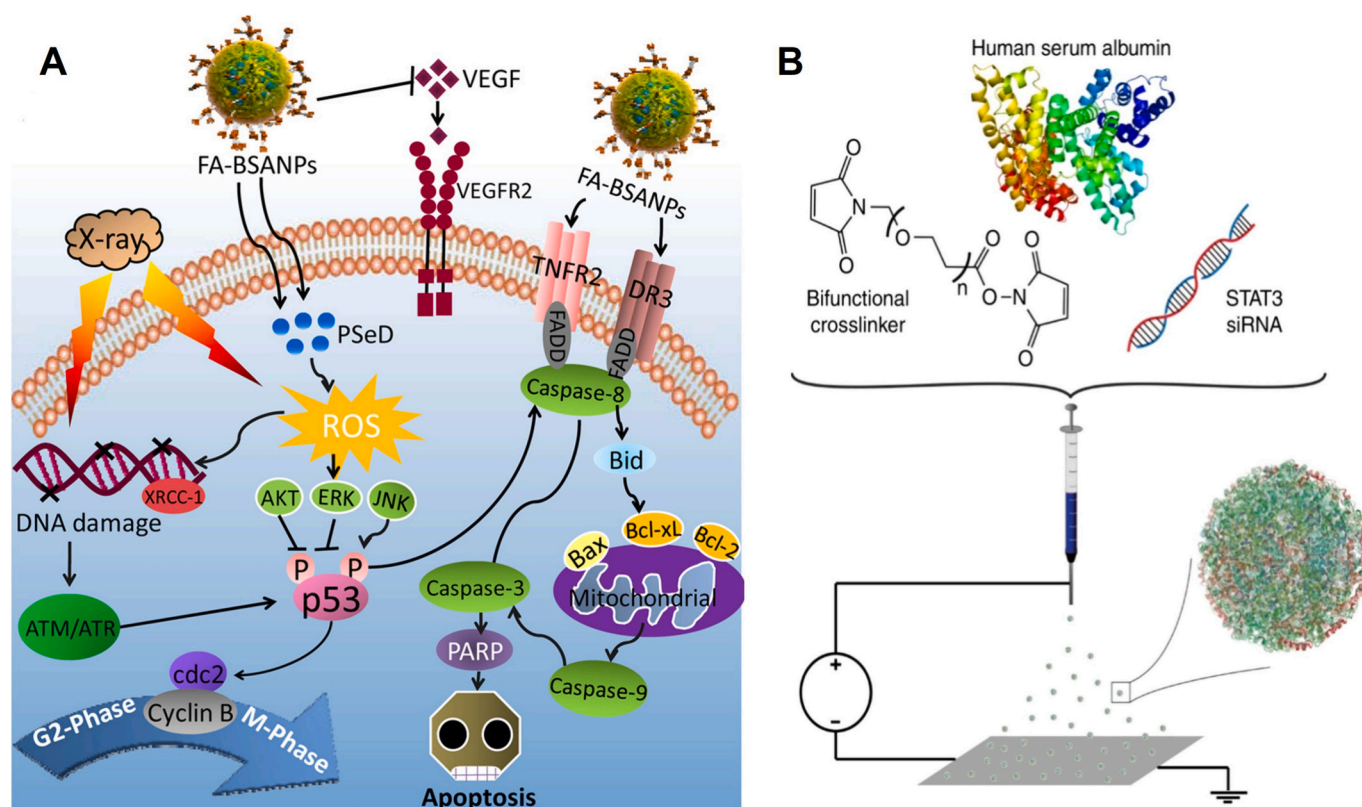 A
VEGF
FA-BSANPs
VEGFR2
FA-BSANPs
X-ray
TNFR2
DR3
PSeD
FADD
FADD
Caspase-8
ROS
Bid
XRCC-1
AKT
ERK
JNK
DNA damage
Bcl-xL
Bcl-2
Bax
P
P
p53
Caspase-3
Mitochondrial
ATM/ATR
PARP
cdc2
Caspase-9
Cyclin B
G2-Phase
M-Phase
Apoptosis
B
Human serum albumin
O
N
O
O
n
O
O
N
O
O
Bifunctional
crosslinker
STAT3
siRNA
+
−